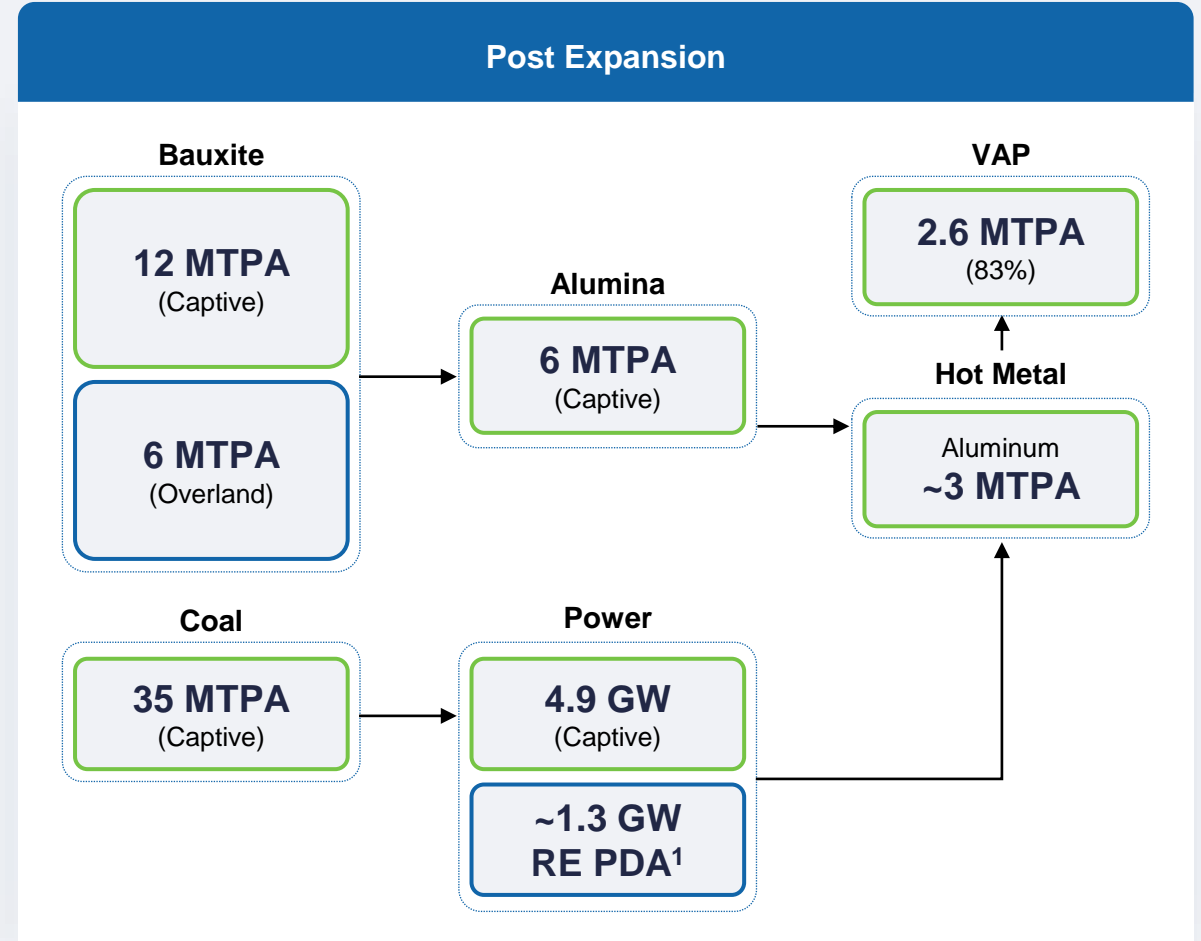 Post Expansion
Bauxite
12 MTPA
(Captive)
6 MTPA
(Overland)
Alumina
6 MTPA
(Captive)
VAP
2.6 MTPA
(83%)
Hot Metal
Aluminum
~3 MTPA
Coal
35 MTPA
(Captive)
Power
4.9 GW
(Captive)
~1.3 GW
RE PDA¹